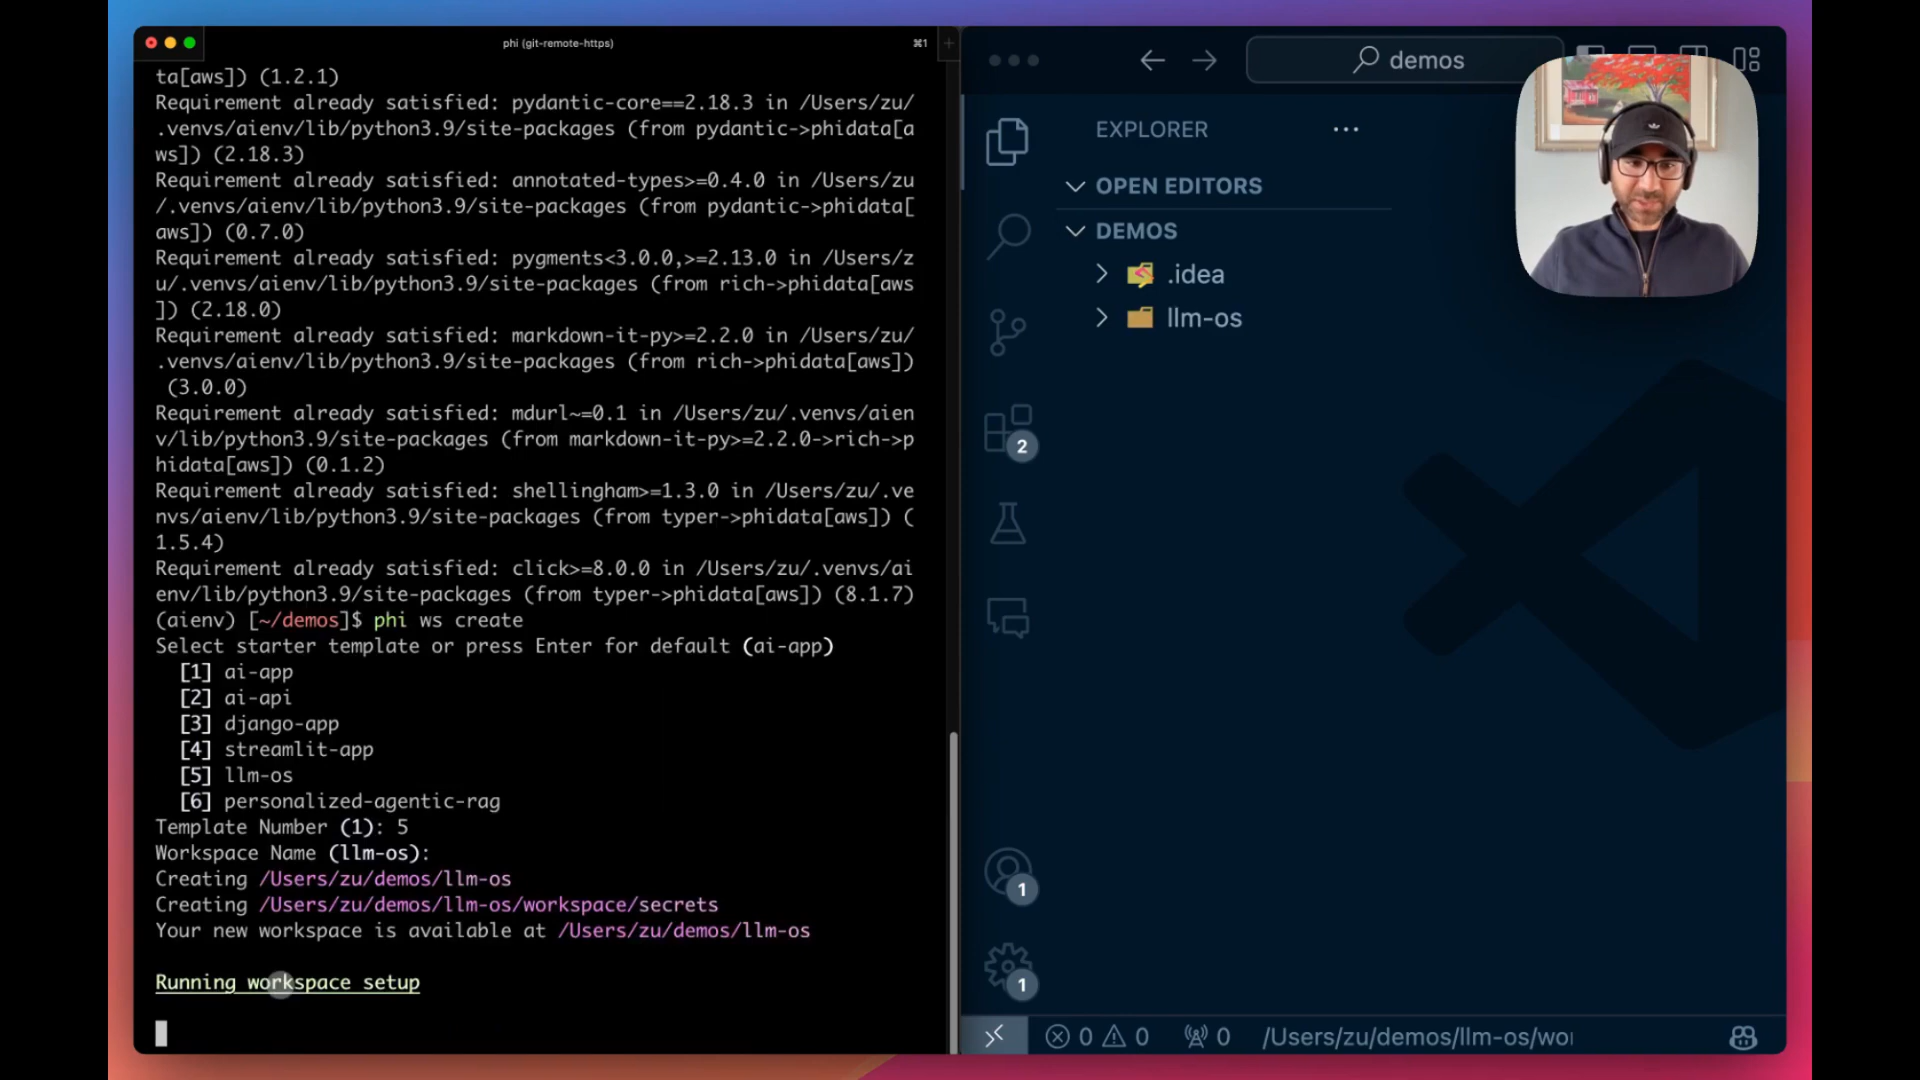 phi (git-remote-https)
⌘1
ta[aws]) (1.2.1)
Requirement already satisfied: pydantic-core==2.18.3 in /Users/zu/
.venvs/aienv/lib/python3.9/site-packages (from pydantic->phidata[a
ws]) (2.18.3)
Requirement already satisfied: annotated-types>=0.4.0 in /Users/zu
/.venvs/aienv/lib/python3.9/site-packages (from pydantic->phidata[
aws]) (0.7.0)
Requirement already satisfied: pygments<3.0.0,>=2.13.0 in /Users/z
u/.venvs/aienv/lib/python3.9/site-packages (from rich->phidata[aws
]) (2.18.0)
Requirement already satisfied: markdown-it-py>=2.2.0 in /Users/zu/
.venvs/aienv/lib/python3.9/site-packages (from rich->phidata[aws])
(3.0.0)
Requirement already satisfied: mdurl~=0.1 in /Users/zu/.venvs/aien
v/lib/python3.9/site-packages (from markdown-it-py>=2.2.0->rich->p
hidata[aws]) (0.1.2)
Requirement already satisfied: shellingham>=1.3.0 in /Users/zu/.ve
nvs/aienv/lib/python3.9/site-packages (from typer->phidata[aws]) (
1.5.4)
Requirement already satisfied: click>=8.0.0 in /Users/zu/.venvs/ai
env/lib/python3.9/site-packages (from typer->phidata[aws]) (8.1.7)
(aienv) [~/demos]$ phi ws create
Select starter template or press Enter for default (ai-app)
[1] ai-app
[2] ai-api
[3] django-app
[4] streamlit-app
[5] llm-os
[6] personalized-agentic-rag
Template Number (1): 5
Workspace Name (llm-os):
Creating /Users/zu/demos/llm-os
Creating /Users/zu/demos/llm-os/workspace/secrets
Your new workspace is available at /Users/zu/demos/llm-os
Running workspace setup
demos
EXPLORER
OPEN EDITORS
DEMOS
.idea
llm-os
2
1
1
0 0 0 /Users/zu/demos/llm-os/wo